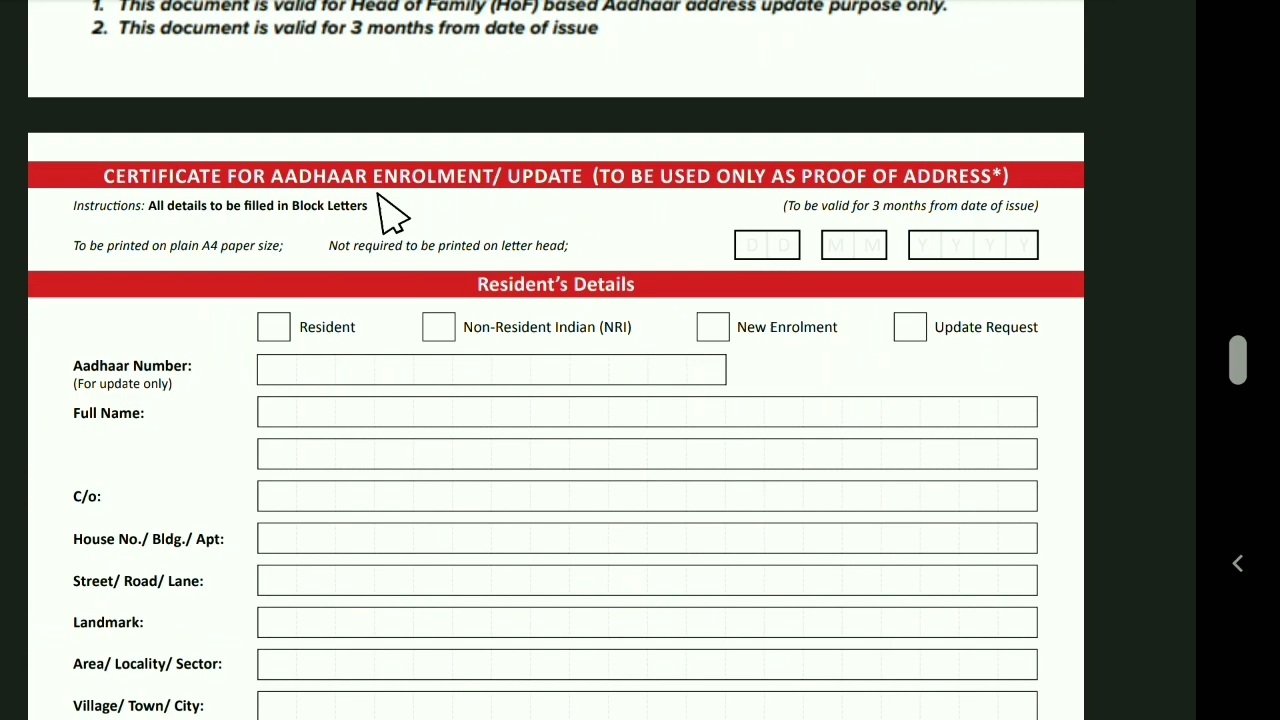 1. This document is valid for Head of Family (HoF) based Aadhaar address update purpose only.
2. This document is valid for 3 months from date of issue
CERTIFICATE FOR AADHAAR ENROLMENT/ UPDATE (TO BE USED ONLY AS PROOF OF ADDRESS*)
Instructions: All details to be filled in Block Letters (To be valid for 3 months from date of issue)
To be printed on plain A4 paper size; Not required to be printed on letter head; D D M M Y Y Y Y
Resident's Details
Resident Non-Resident Indian (NRI) New Enrolment Update Request
Aadhaar Number:
(For update only)
Full Name:
C/o:
House No./ Bldg./ Apt:
Street/ Road/ Lane:
Landmark:
Area/ Locality/ Sector:
Village/ Town/ City: